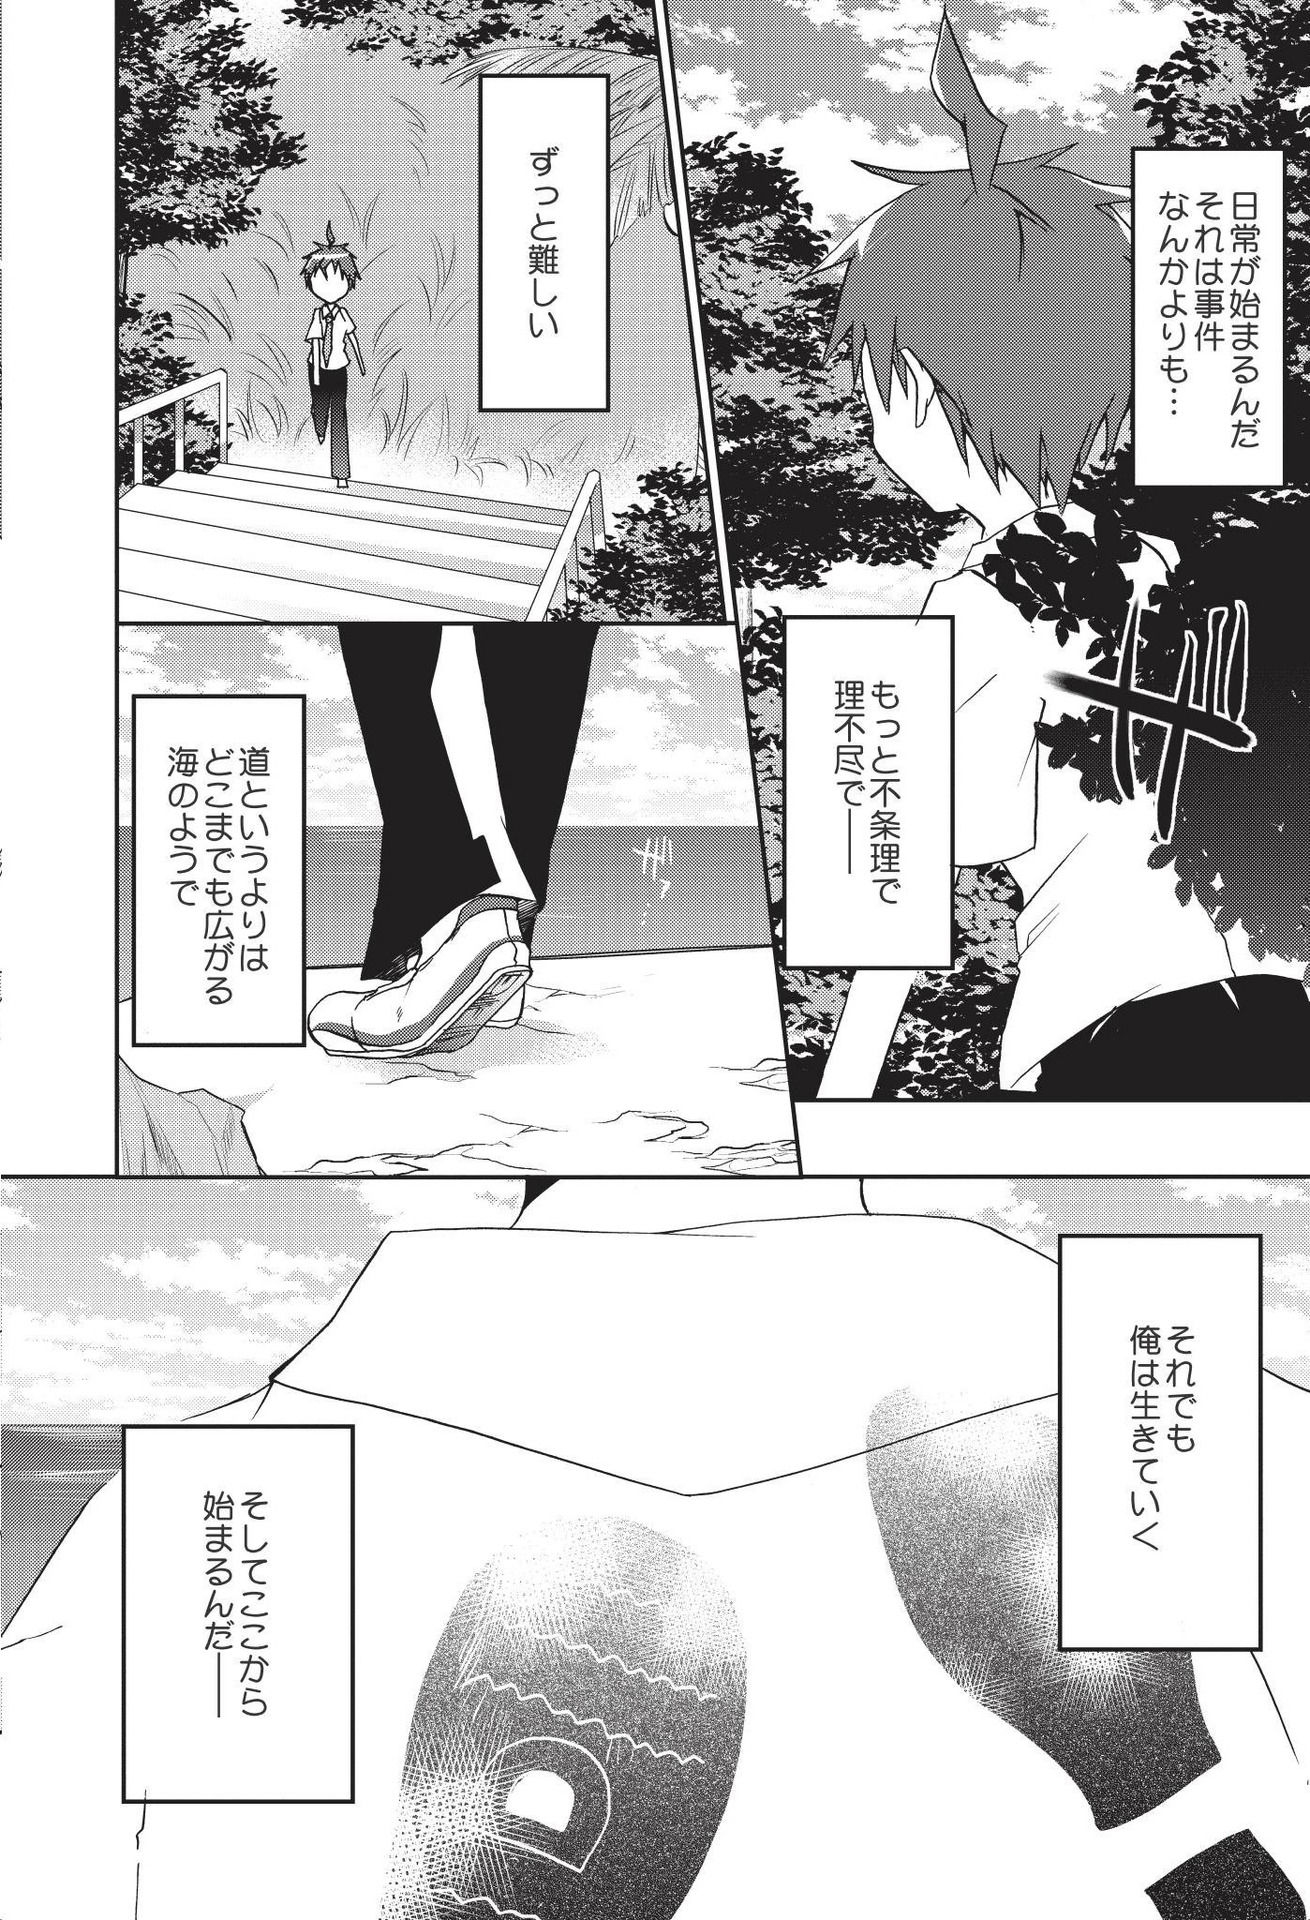 日常が始まるんだ
それは事件
なんかよりも…
ザ
もっと不条理で
理不尽で――
ずっと難しい
道というよりは
どこまでも広がる
海のようで
ザッ
それでも
俺は生きていく
そしてここから
始まるんだ――